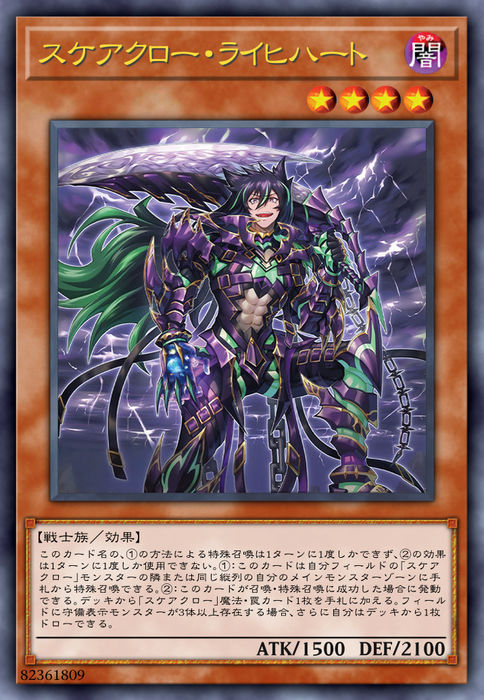 スケアクロー・ライヒハート
やみ
闇
【戦士族／効果】
このカード名の、①の方法による特殊召喚は1ターンに1度しかできず、②の効果
は1ターンに1度しか使用できない。①：このカードは自分フィールドの「スケア
クロー」モンスターの隣または同じ縦列の自分のメインモンスターゾーンに手
札から特殊召喚できる。②：このカードが召喚・特殊召喚に成功した場合に発動
できる。デッキから「スケアクロー」魔法・罠カード1枚を手札に加える。フィール
ドに守備表示モンスターが3体以上存在する場合、さらに自分はデッキから1枚
ドローできる。
ATK/1500 DEF/2100
82361809